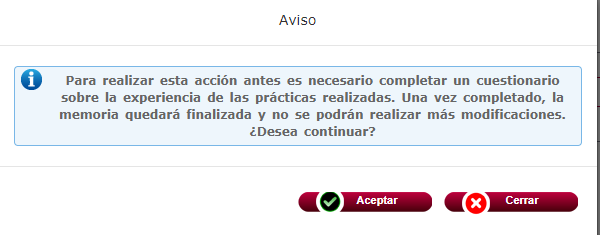 Aviso
Para realizar esta acción antes es necesario completar un cuestionario
sobre la experiencia de las prácticas realizadas. Una vez completado, la
memoria quedará finalizada y no se podrán realizar más modificaciones.
¿Desea continuar?
Aceptar
Cerrar